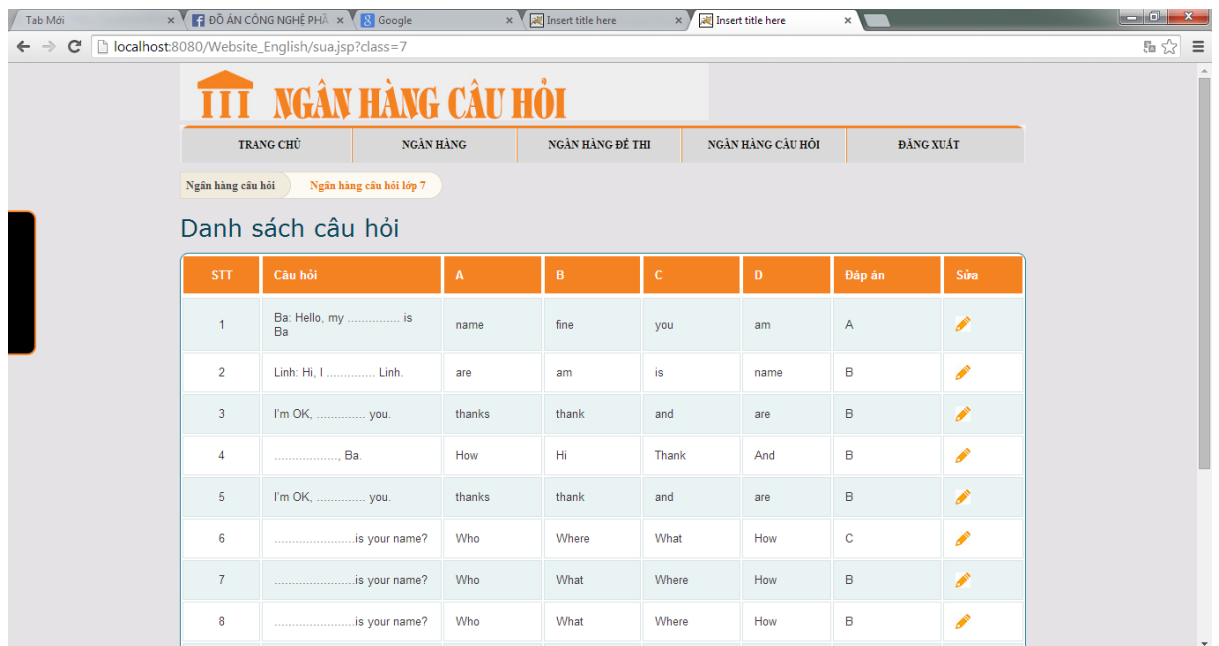 Tab Mới
ĐỒ ÁN CÔNG NGHỆ PHẦ
Google
Insert title here
Insert title here
localhost:8080/Website_English/sua.jsp?class=7
NGÂN HÀNG CÂU HỎI
TRANG CHỦ NGÂN HÀNG NGÂN HÀNG ĐỀ THI NGÂN HÀNG CÂU HỎI ĐĂNG XUẤT
Ngân hàng câu hỏi Ngân hàng câu hỏi lớp 7
Danh sách câu hỏi
STT Câu hỏi A B C D Đáp án Sửa
1 Ba: Hello, my ............... is Ba name fine you am A
2 Linh: Hi, I .............. Linh. are am is name B
3 I'm OK, .............. you. thanks thank and are B
4 .................., Ba. How Hi Thank And B
5 I'm OK, .............. you. thanks thank and are B
6 .......................is your name? Who Where What How C
7 .......................is your name? Who What Where How B
8 .......................is your name? Who What Where How B